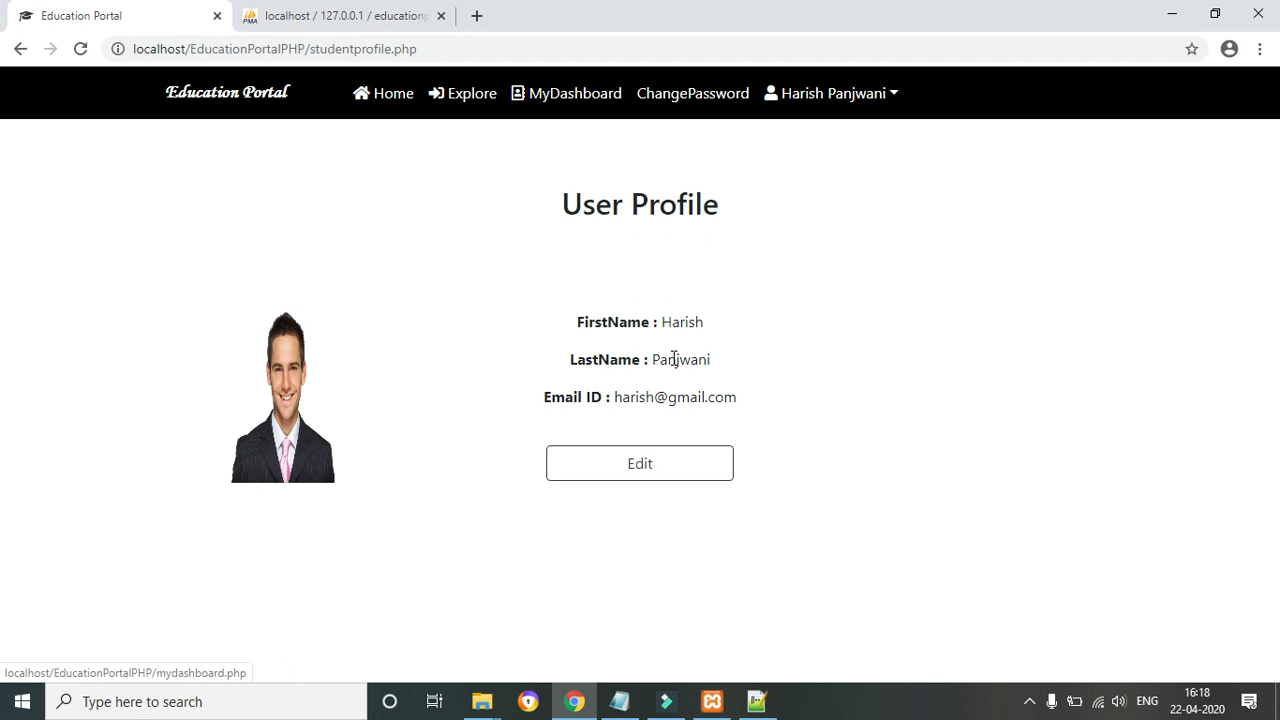 Education Portal
localhost / 127.0.0.1 / educationp
localhost/EducationPortalPHP/studentprofile.php
Education Portal Home Explore MyDashboard ChangePassword Harish Panjwani
User Profile
FirstName : Harish
LastName : Panjwani
Email ID : harish@gmail.com
Edit
localhost/EducationPortalPHP/mydashboard.php
Type here to search
ENG
16:18
22-04-2020